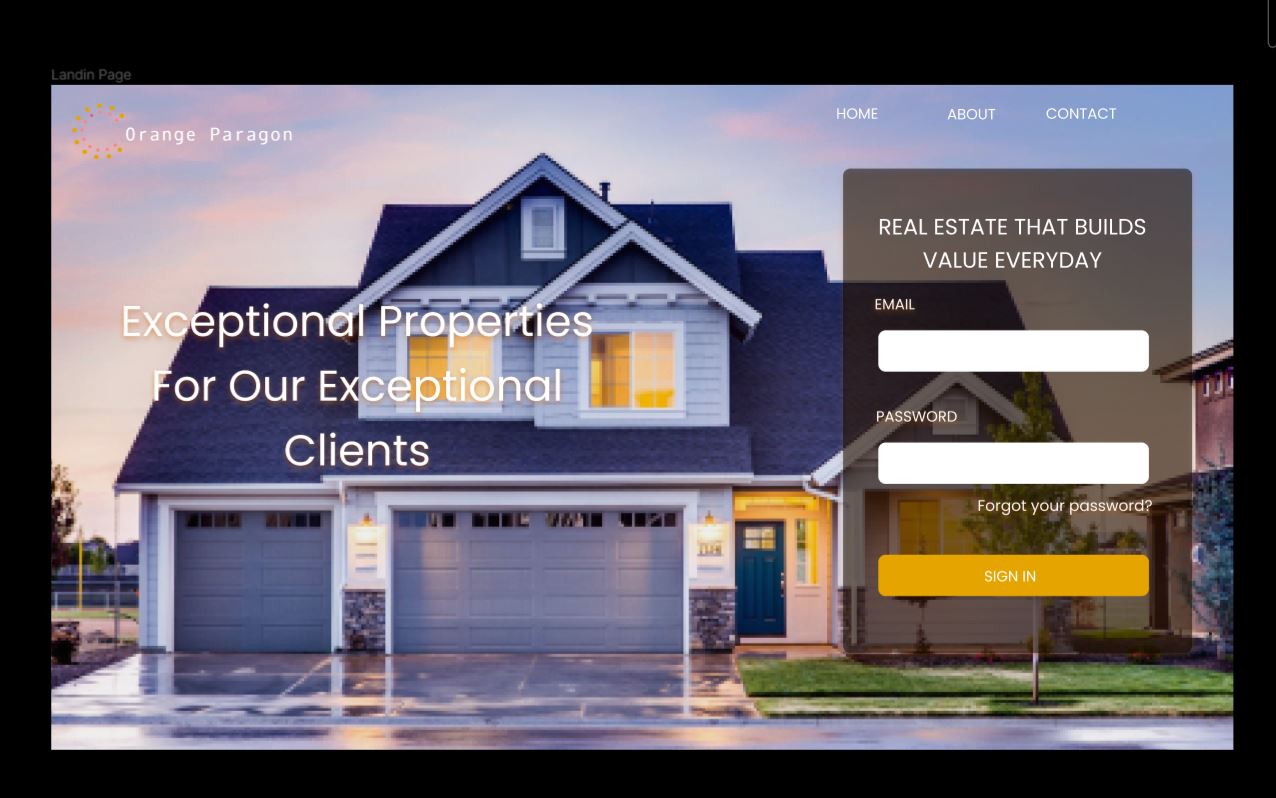 Landin Page
Orange Paragon
HOME
ABOUT
CONTACT
Exceptional Properties
For Our Exceptional
Clients
REAL ESTATE THAT BUILDS
VALUE EVERYDAY
EMAIL
PASSWORD
Forgot your password?
SIGN IN